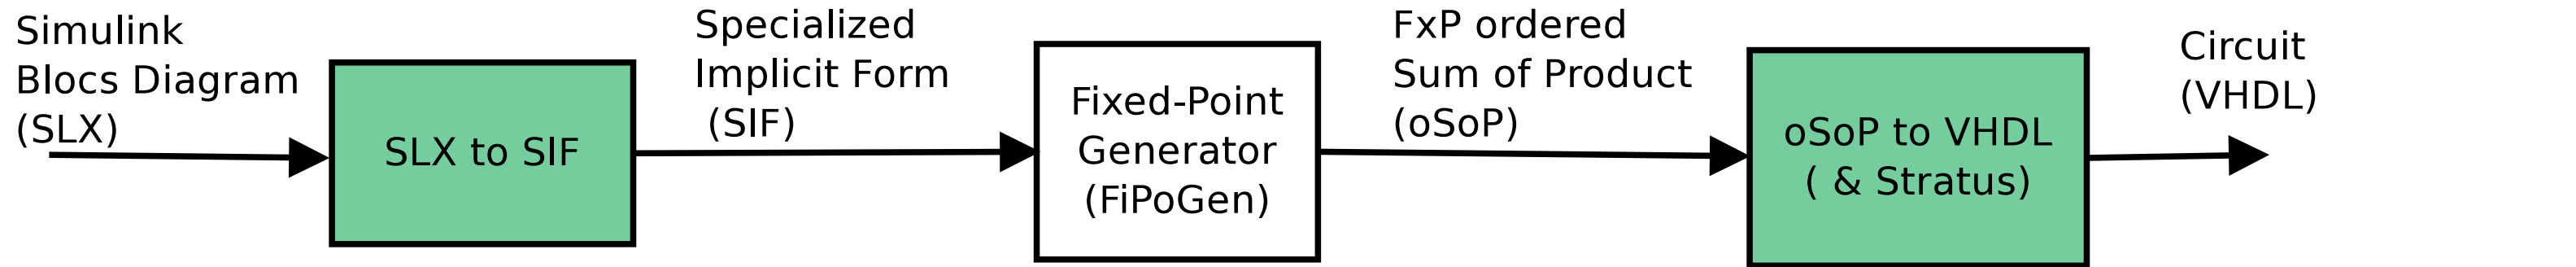 Simulink
Blocs Diagram
(SLX)
SLX to SIF
Specialized
Implicit Form
(SIF)
Fixed-Point
Generator
(FiPoGen)
FxP ordered
Sum of Product
(oSoP)
oSoP to VHDL
( & Stratus)
Circuit
(VHDL)